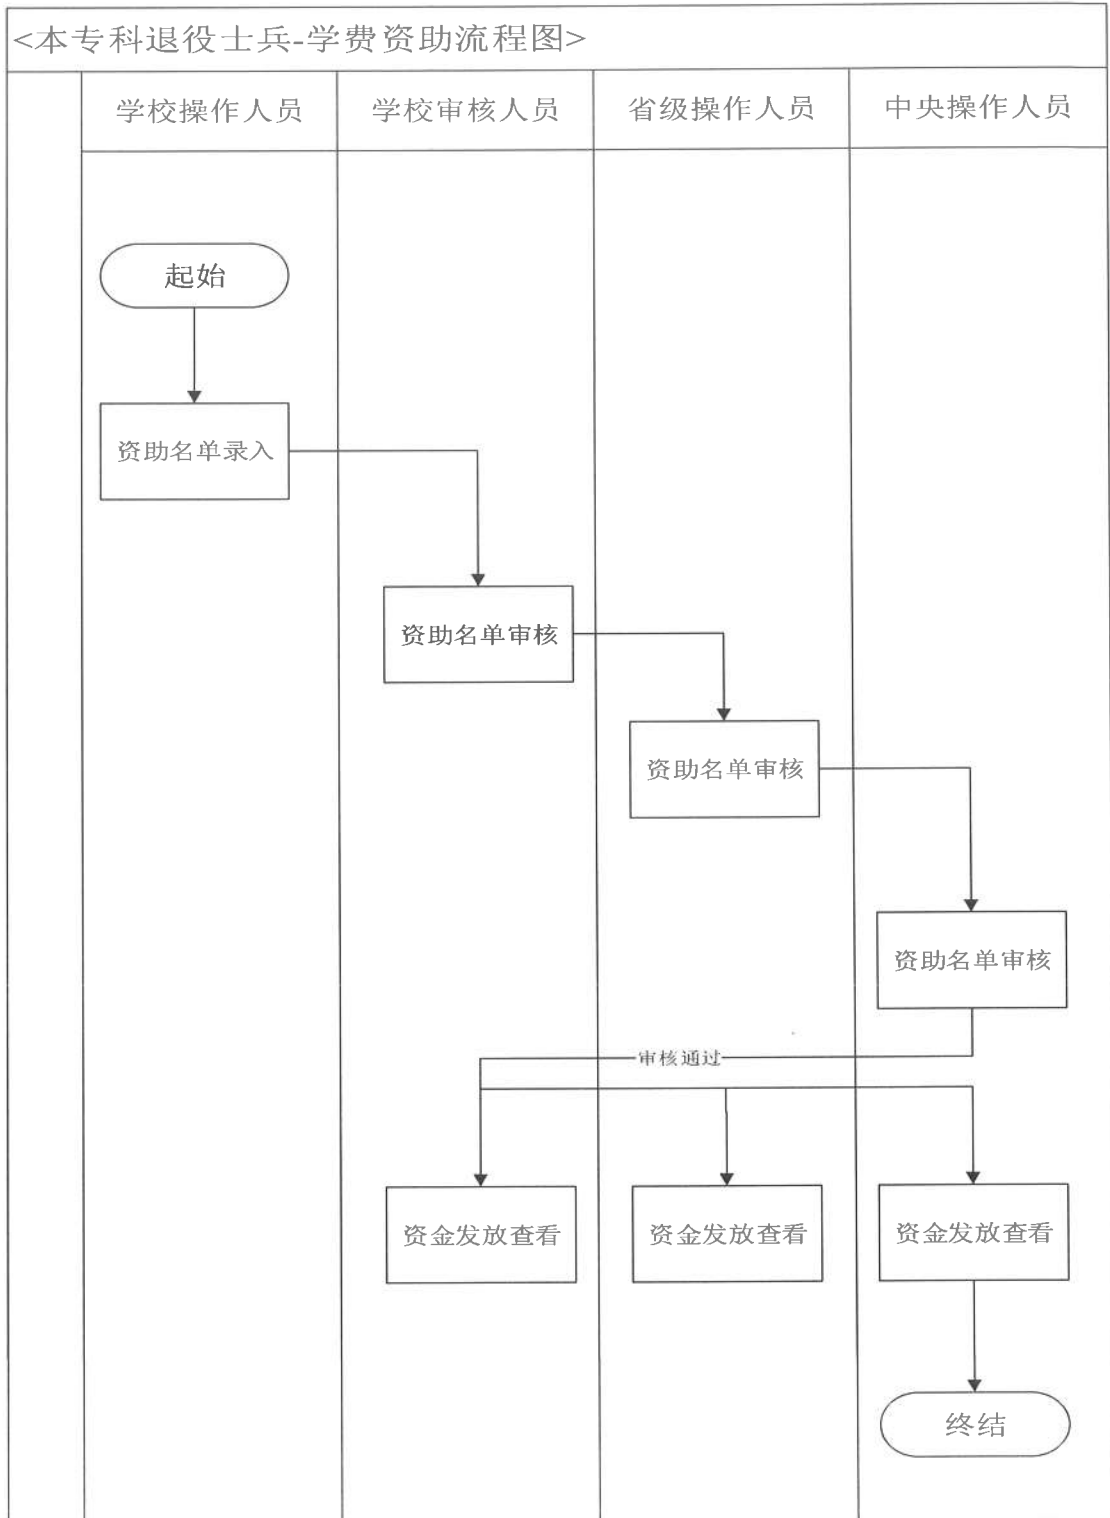 <本专科退役士兵-学费资助流程图>
学校操作人员
学校审核人员
省级操作人员
中央操作人员
起始
资助名单录入
资助名单审核
资助名单审核
资助名单审核
审核通过
资金发放查看
资金发放查看
资金发放查看
终结